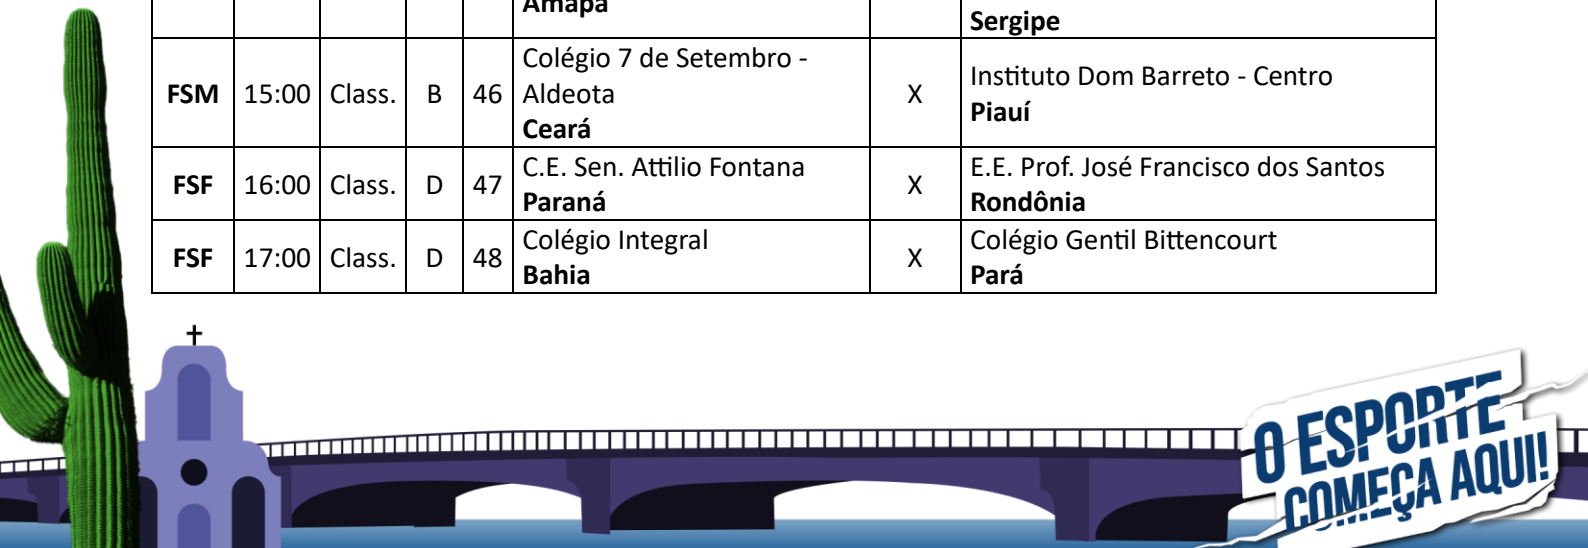 Amapá
Sergipe
FSM 15:00 Class. B 46 Colégio 7 de Setembro - Aldeota Ceará X Instituto Dom Barreto - Centro Piauí
FSF 16:00 Class. D 47 C.E. Sen. Attilio Fontana Paraná X E.E. Prof. José Francisco dos Santos Rondônia
FSF 17:00 Class. D 48 Colégio Integral Bahia X Colégio Gentil Bittencourt Pará
O ESPORTE
COMEÇA AQUI!